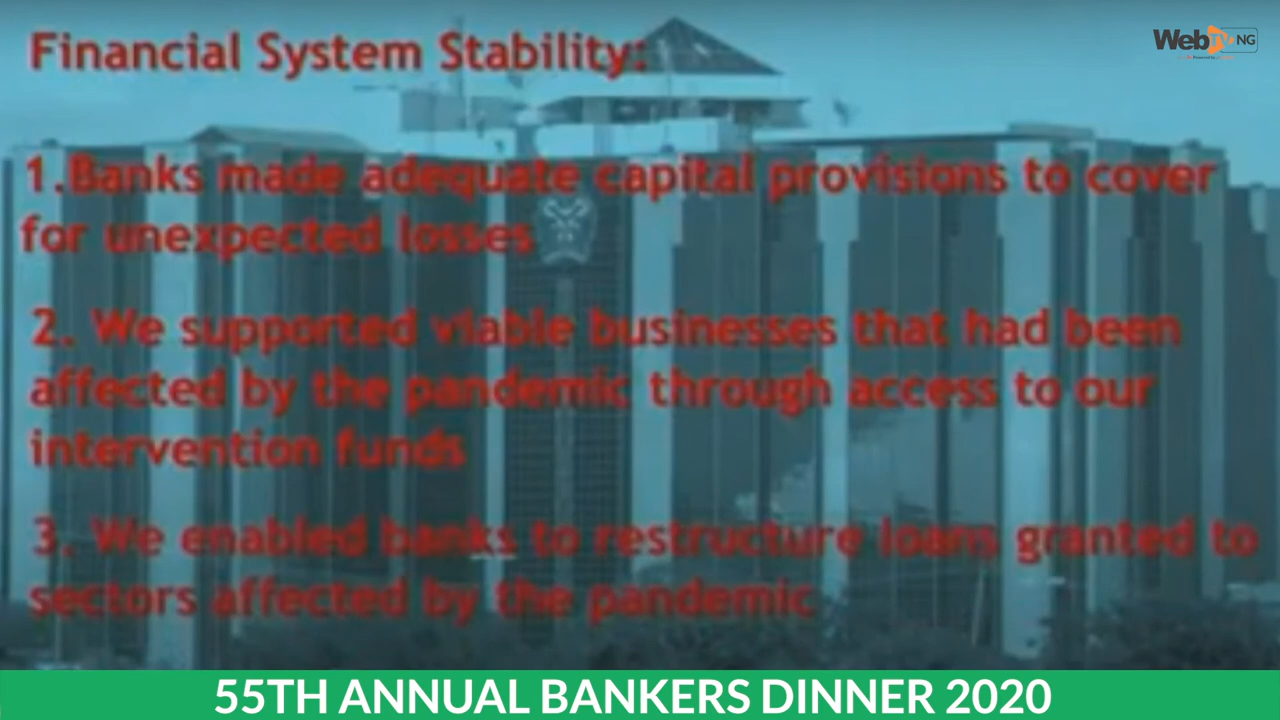 Financial System Stability:
WebTV NG
1.Banks made adequate capital provisions to cover
for unexpected losses
2. We supported viable businesses that had been
affected by the pandemic through access to our
intervention funds
3. We enabled banks to restructure loans granted to
sectors affected by the pandemic
55TH ANNUAL BANKERS DINNER 2020